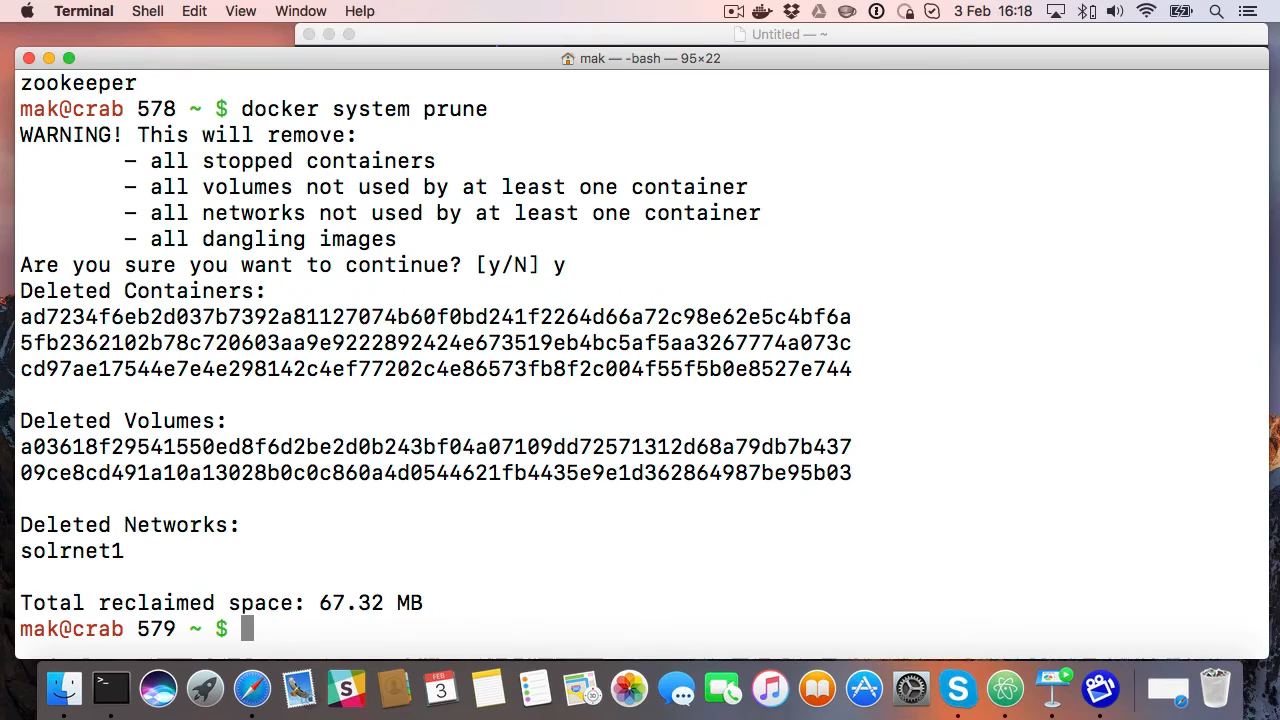 Terminal Shell Edit View Window Help 3 Feb 16:18
Untitled — ~
mak — -bash — 95×22
zookeeper
mak@crab 578 ~ $ docker system prune
WARNING! This will remove:
- all stopped containers
- all volumes not used by at least one container
- all networks not used by at least one container
- all dangling images
Are you sure you want to continue? [y/N] y
Deleted Containers:
ad7234f6eb2d037b7392a81127074b60f0bd241f2264d66a72c98e62e5c4bf6a
5fb2362102b78c720603aa9e9222892424e673519eb4bc5af5aa3267774a073c
cd97ae17544e7e4e298142c4ef77202c4e86573fb8f2c004f55f5b0e8527e744
Deleted Volumes:
a03618f29541550ed8f6d2be2d0b243bf04a07109dd72571312d68a79db7b437
09ce8cd491a10a13028b0c0c860a4d0544621fb4435e9e1d362864987be95b03
Deleted Networks:
solrnet1
Total reclaimed space: 67.32 MB
mak@crab 579 ~ $
FEB
3